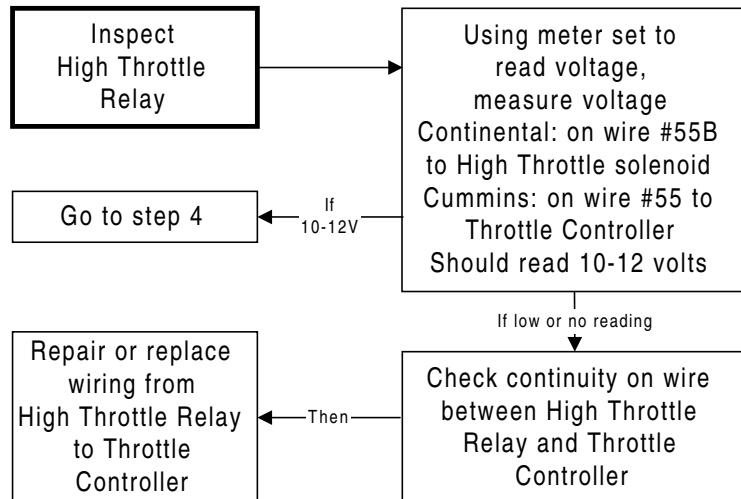 Inspect
High Throttle
Relay
Using meter set to
read voltage,
measure voltage
Continental: on wire #55B
to High Throttle solenoid
Cummins: on wire #55 to
Throttle Controller
Should read 10-12 volts
If
10-12V
Go to step 4
If low or no reading
Check continuity on wire
between High Throttle
Relay and Throttle
Controller
Then
Repair or replace
wiring from
High Throttle Relay
to Throttle
Controller